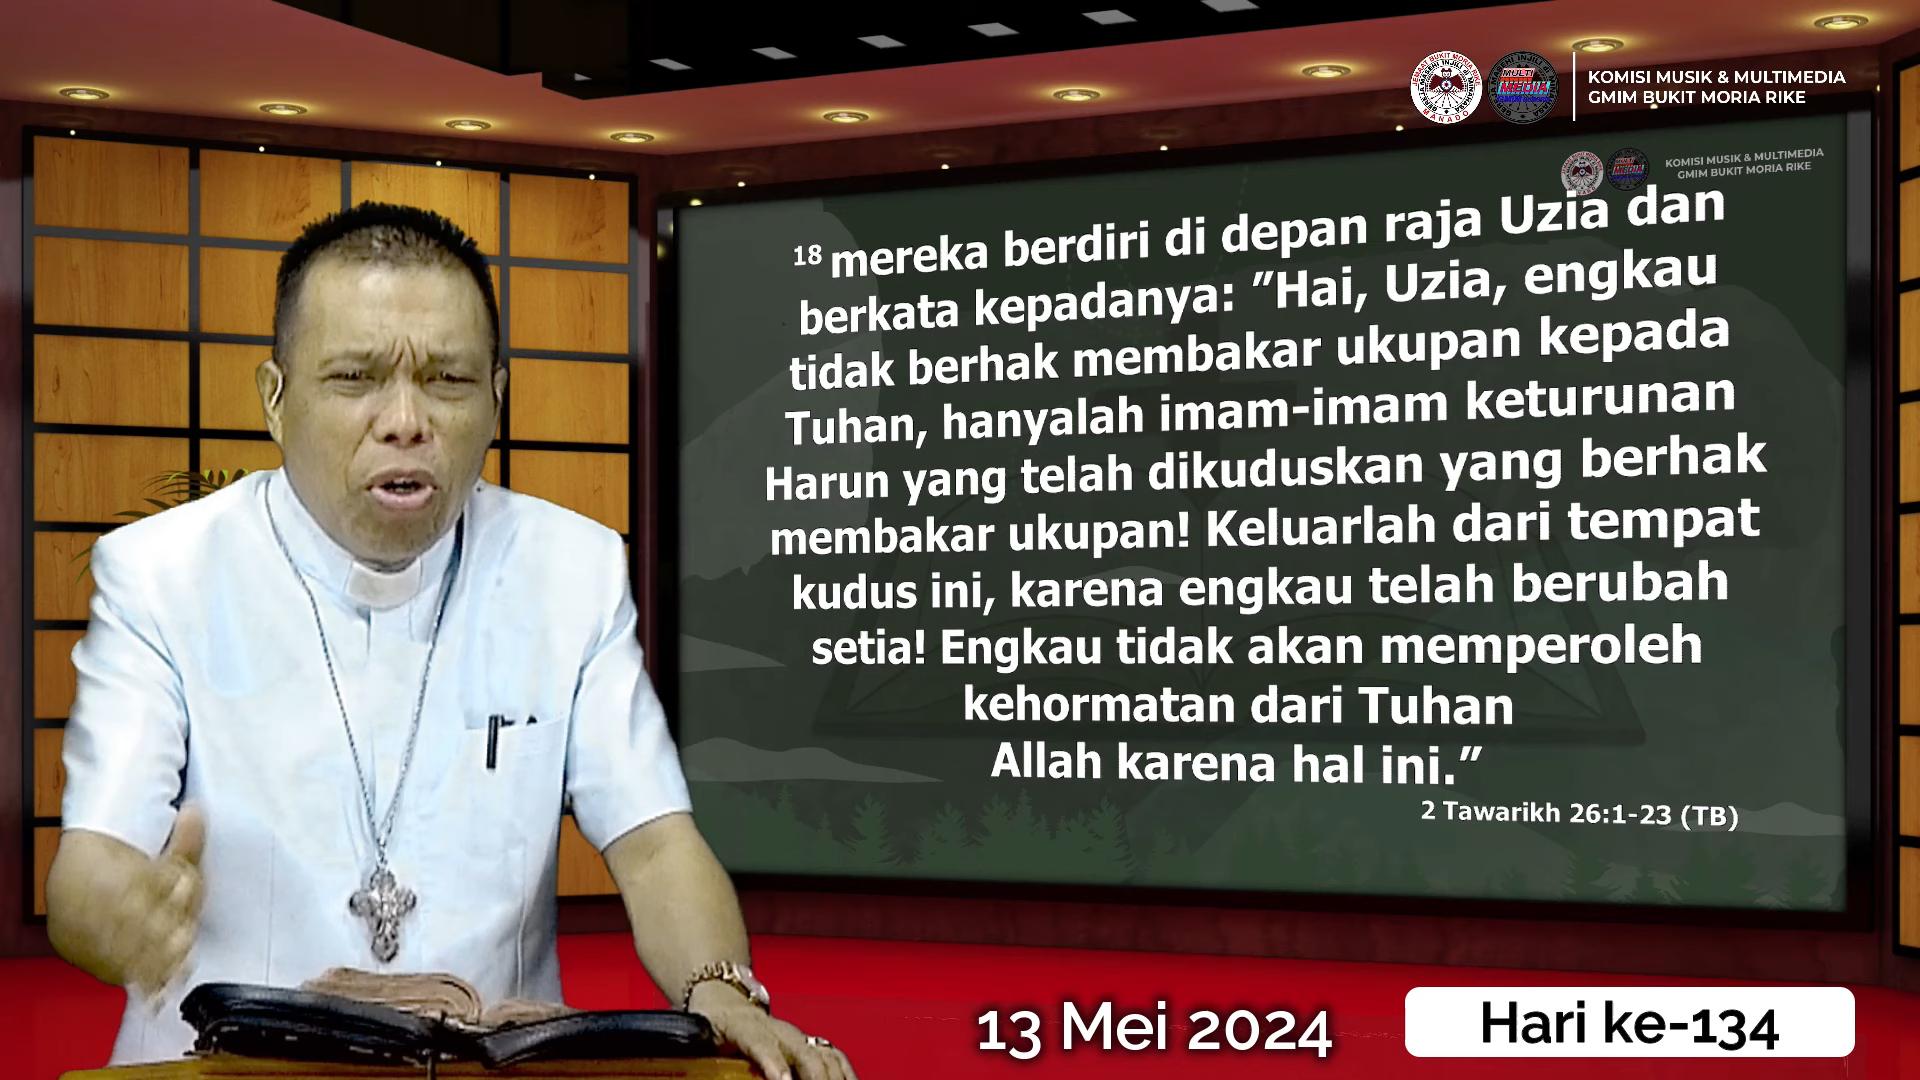 KOMISI MUSIK & MULTIMEDIA
GMIM BUKIT MORIA RIKE
MULTI
MEDIA
MANADO
KOMISI MUSIK & MULTIMEDIA
GMIM BUKIT MORIA RIKE
18 mereka berdiri di depan raja Uzia dan
berkata kepadanya: ”Hai, Uzia, engkau
tidak berhak membakar ukupan kepada
Tuhan, hanyalah imam-imam keturunan
Harun yang telah dikuduskan yang berhak
membakar ukupan! Keluarlah dari tempat
kudus ini, karena engkau telah berubah
setia! Engkau tidak akan memperoleh
kehormatan dari Tuhan
Allah karena hal ini.”
2 Tawarikh 26:1-23 (TB)
13 Mei 2024
Hari ke-134